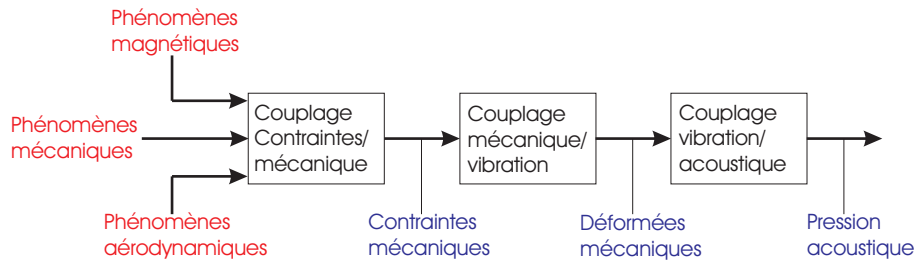 Phénomènes
magnétiques
Phénomènes
mécaniques
Phénomènes
aérodynamiques
Couplage
Contraintes/
mécanique
Contraintes
mécaniques
Couplage
mécanique/
vibration
Déformées
mécaniques
Couplage
vibration/
acoustique
Pression
acoustique